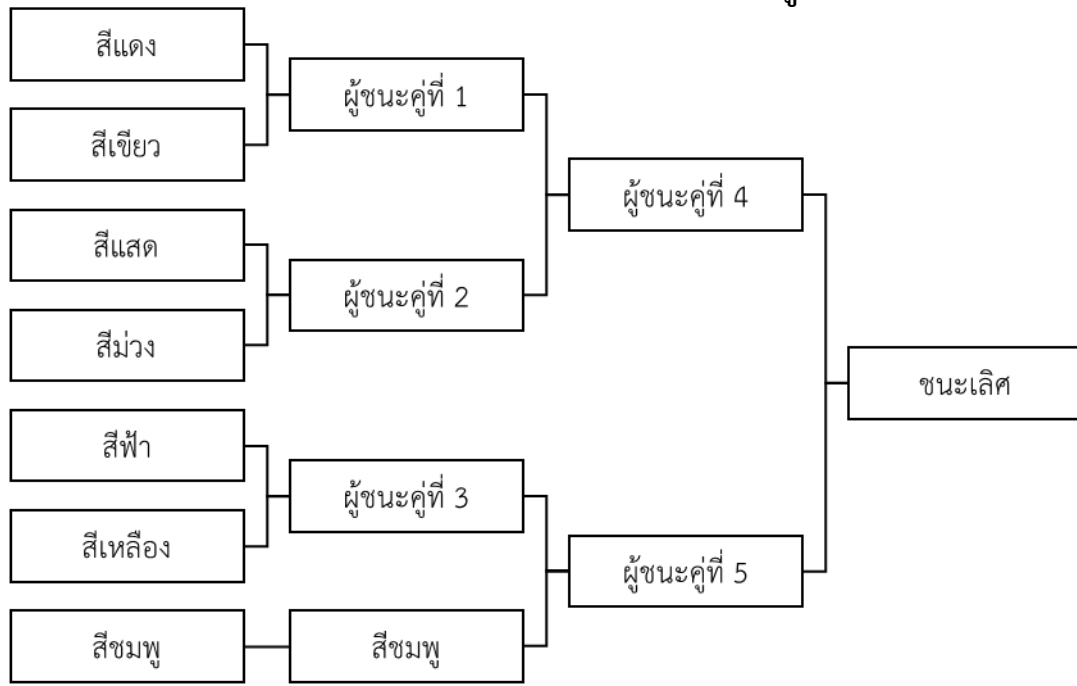 สีแดง
สีเขียว
สีแสด
สีม่วง
สีฟ้า
สีเหลือง
สีชมพู
ผู้ชนะคู่ที่ 1
ผู้ชนะคู่ที่ 2
ผู้ชนะคู่ที่ 3
สีชมพู
ผู้ชนะคู่ที่ 4
ผู้ชนะคู่ที่ 5
ชนะเลิศ